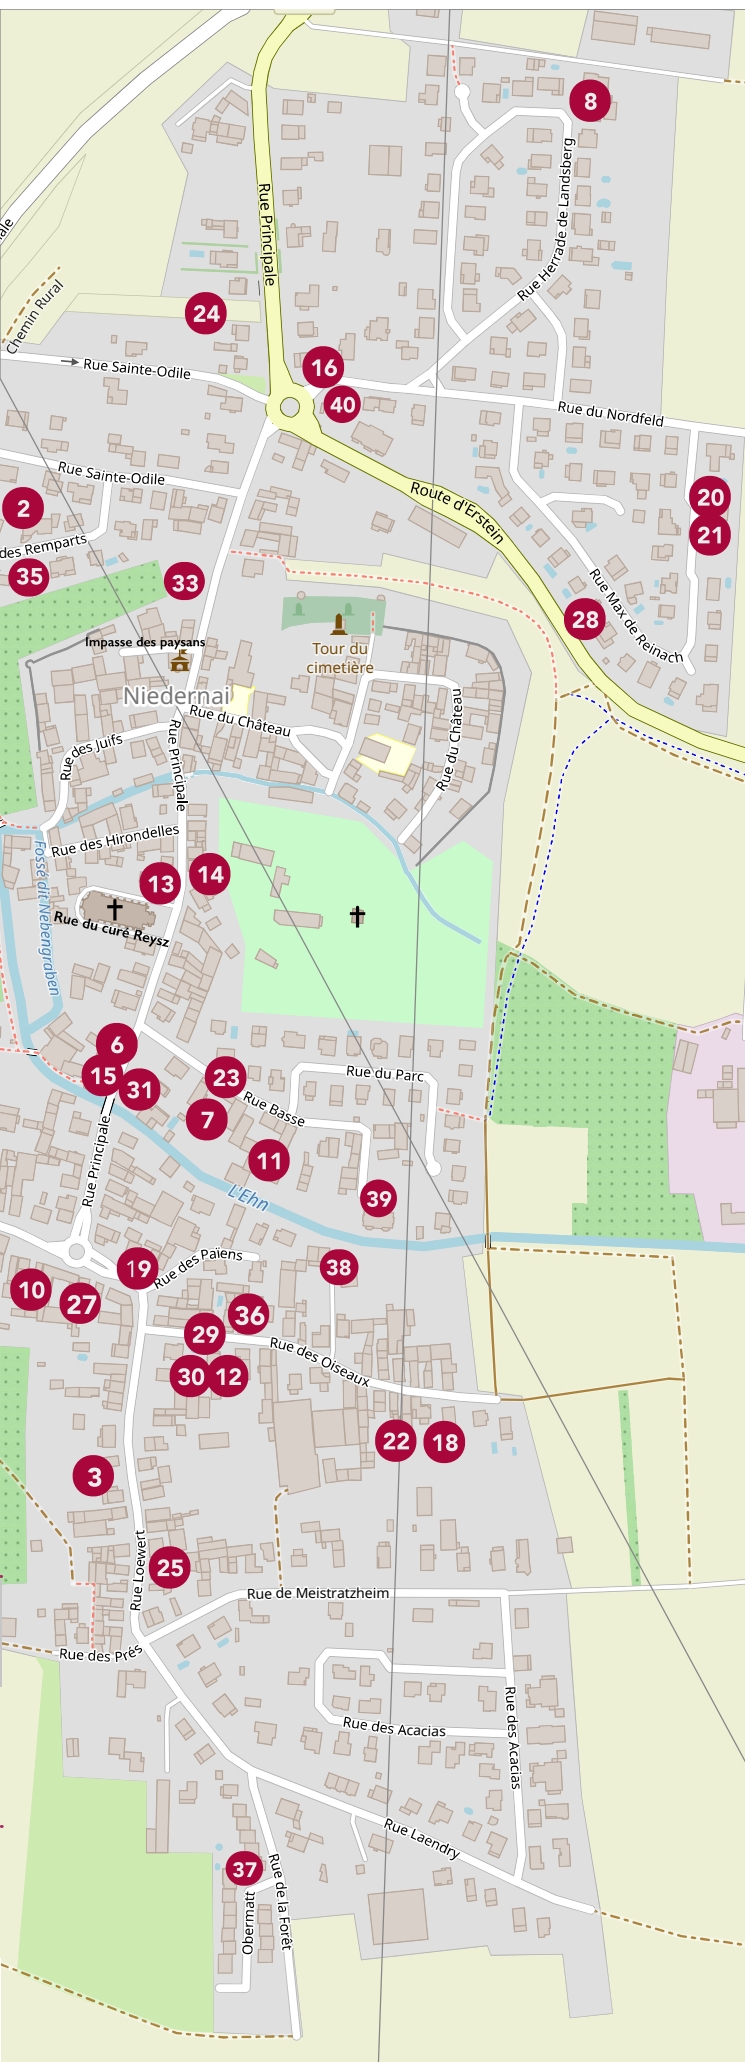 8
Rue Principale
Rue Herrade de Landsberg
ale
Chemin Rural
24
Rue Sainte-Odile
16
40
Rue du Nordfeld
Rue Sainte-Odile
Route d'Erstein
2
20
21
des Remparts
35
33
28
Rue Max de Reinach
Impasse des paysans
Tour du
cimetière
Niedernai
Rue du Château
Rue du Château
Rue des Juifs
Rue Principale
Rue des Hirondelles
Fossé dit Nebengraben
13
14
Rue du curé Reysz
6
15
31
23
Rue du Parc
7
Rue Basse
Rue Principale
11
L'Ehn
39
19
Rue des Païens
38
10
27
36
29
Rue des Oiseaux
30
12
22
18
3
Rue Loewert
25
Rue de Meistratzheim
Rue des Prés
Rue des Acacias
Rue des Acacias
Rue Laendry
37
Rue de la Forêt
Obermatt